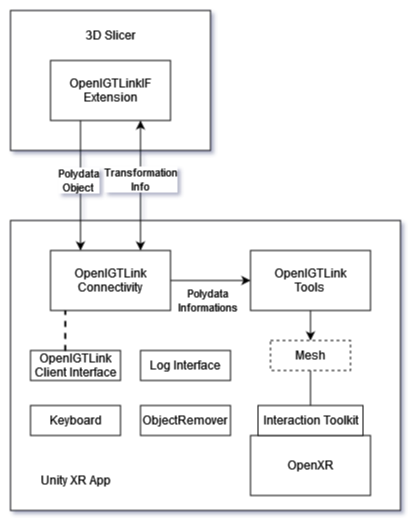 3D Slicer
OpenIGTLinkIF
Extension
Polydata
Object
Transformation
Info
OpenIGTLink
Connectivity
Polydata
Informations
OpenIGTLink
Tools
OpenIGTLink
Client Interface
Log Interface
Mesh
Keyboard
ObjectRemover
Interaction Toolkit
OpenXR
Unity XR App